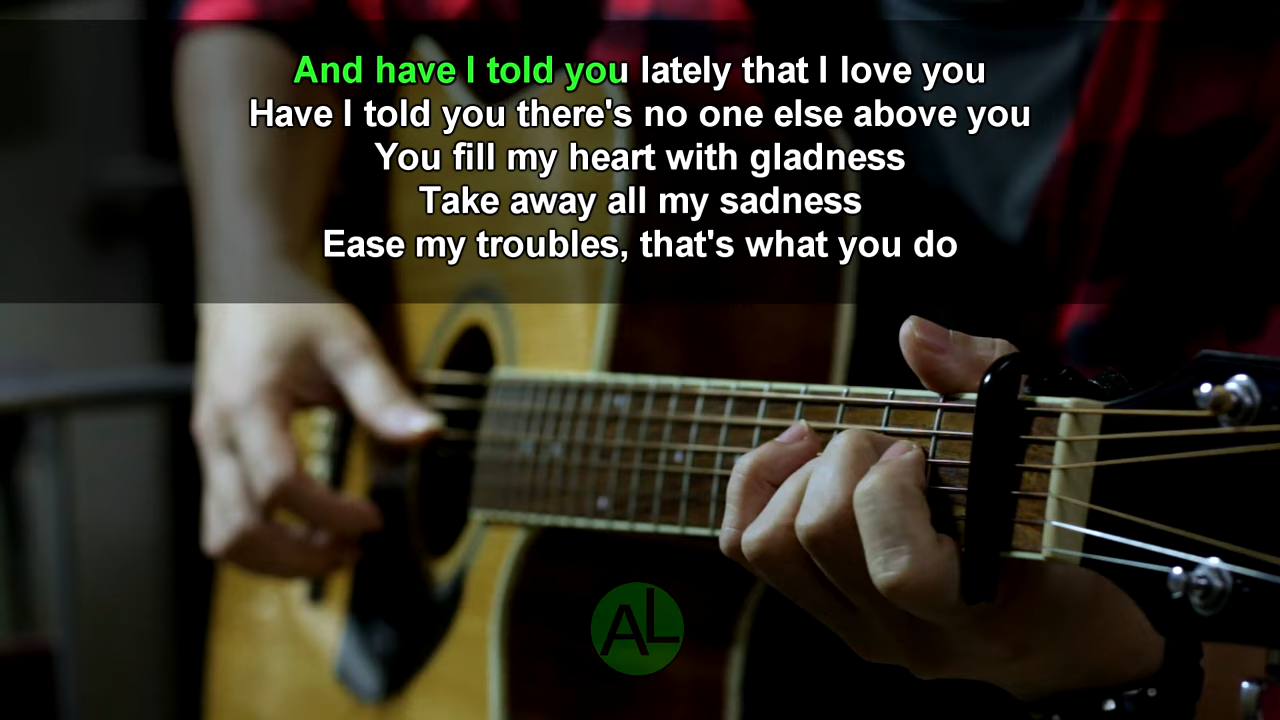 And have I told you lately that I love you
Have I told you there's no one else above you
You fill my heart with gladness
Take away all my sadness
Ease my troubles, that's what you do
AL